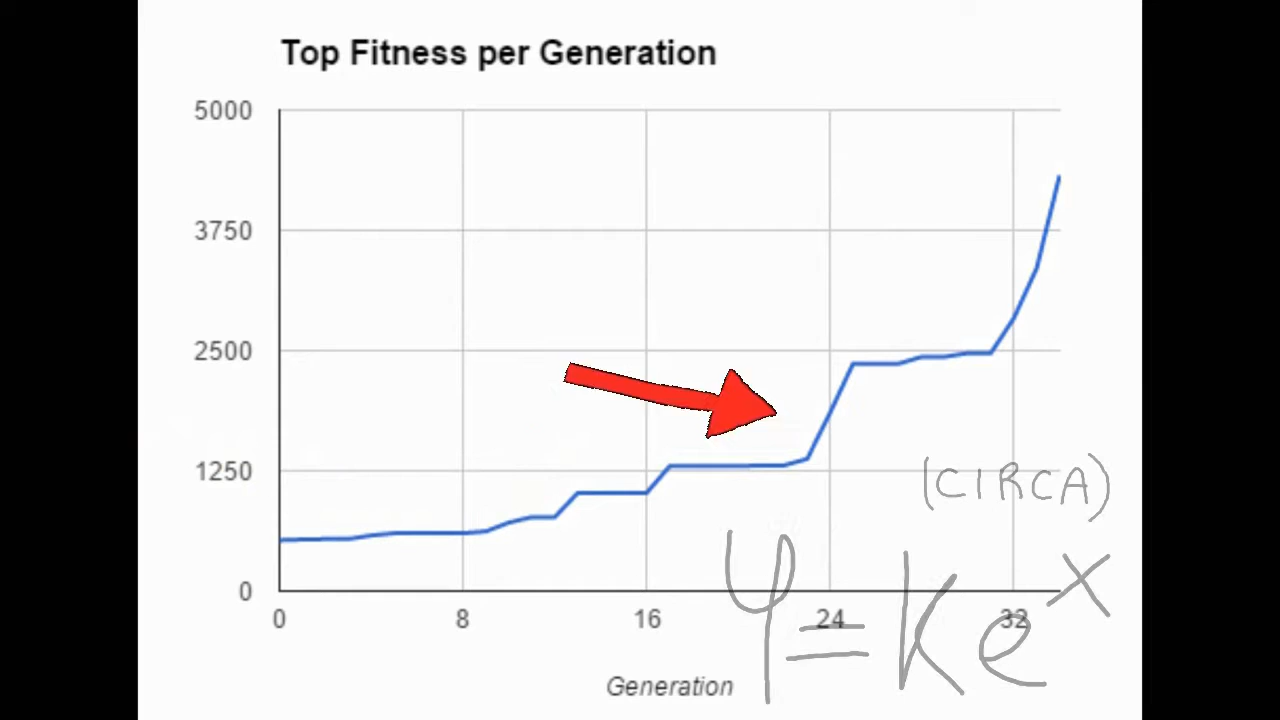 Top Fitness per Generation
5000
3750
2500
1250
(CIRCA)
0
0 8 16 24 32
y=ke^x
Generation